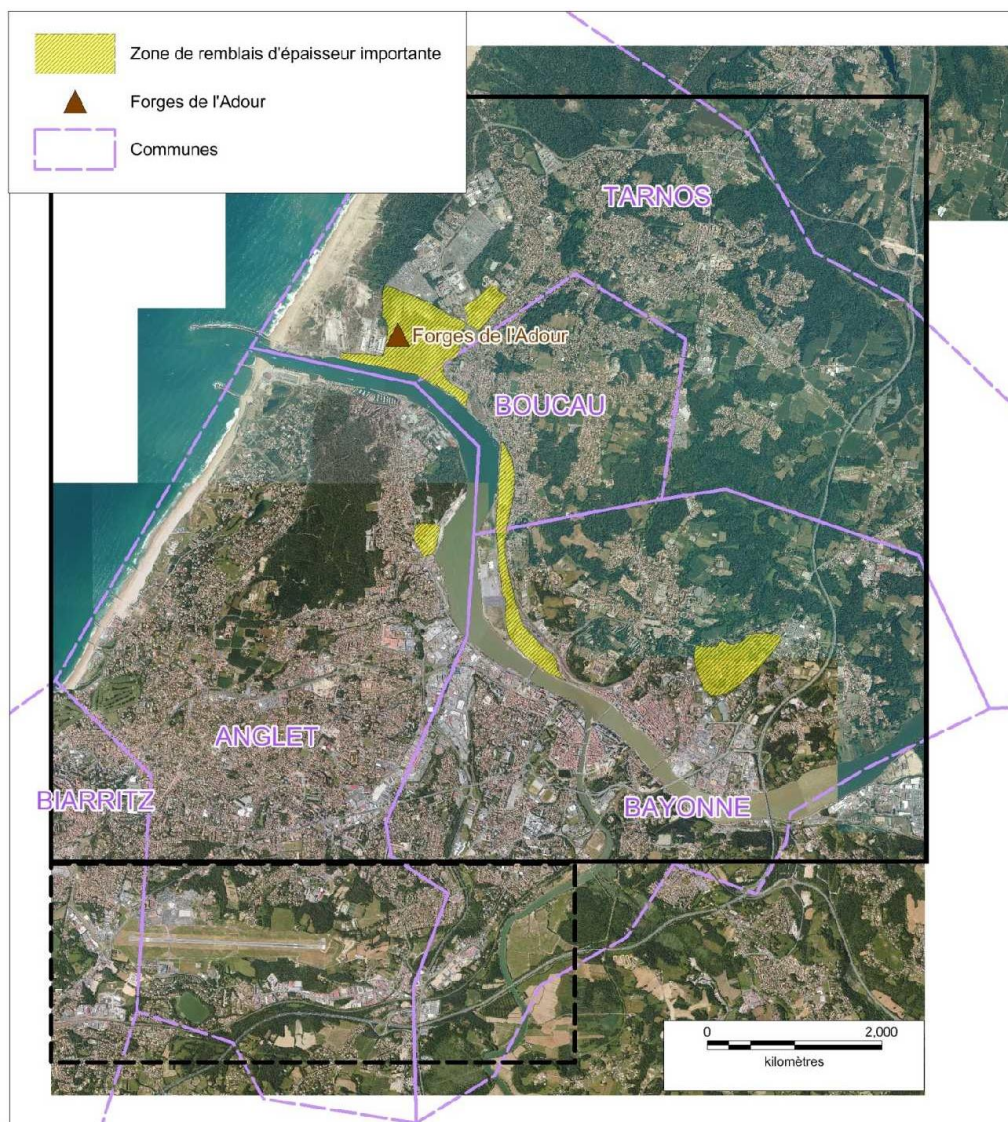 Zone de remblais d'épaisseur importante
Forges de l'Adour
Communes
TARNOS
Forges de l'Adour
BOUCAU
ANGLET
BIARRITZ
BAYONNE
0 2,000
kilomètres